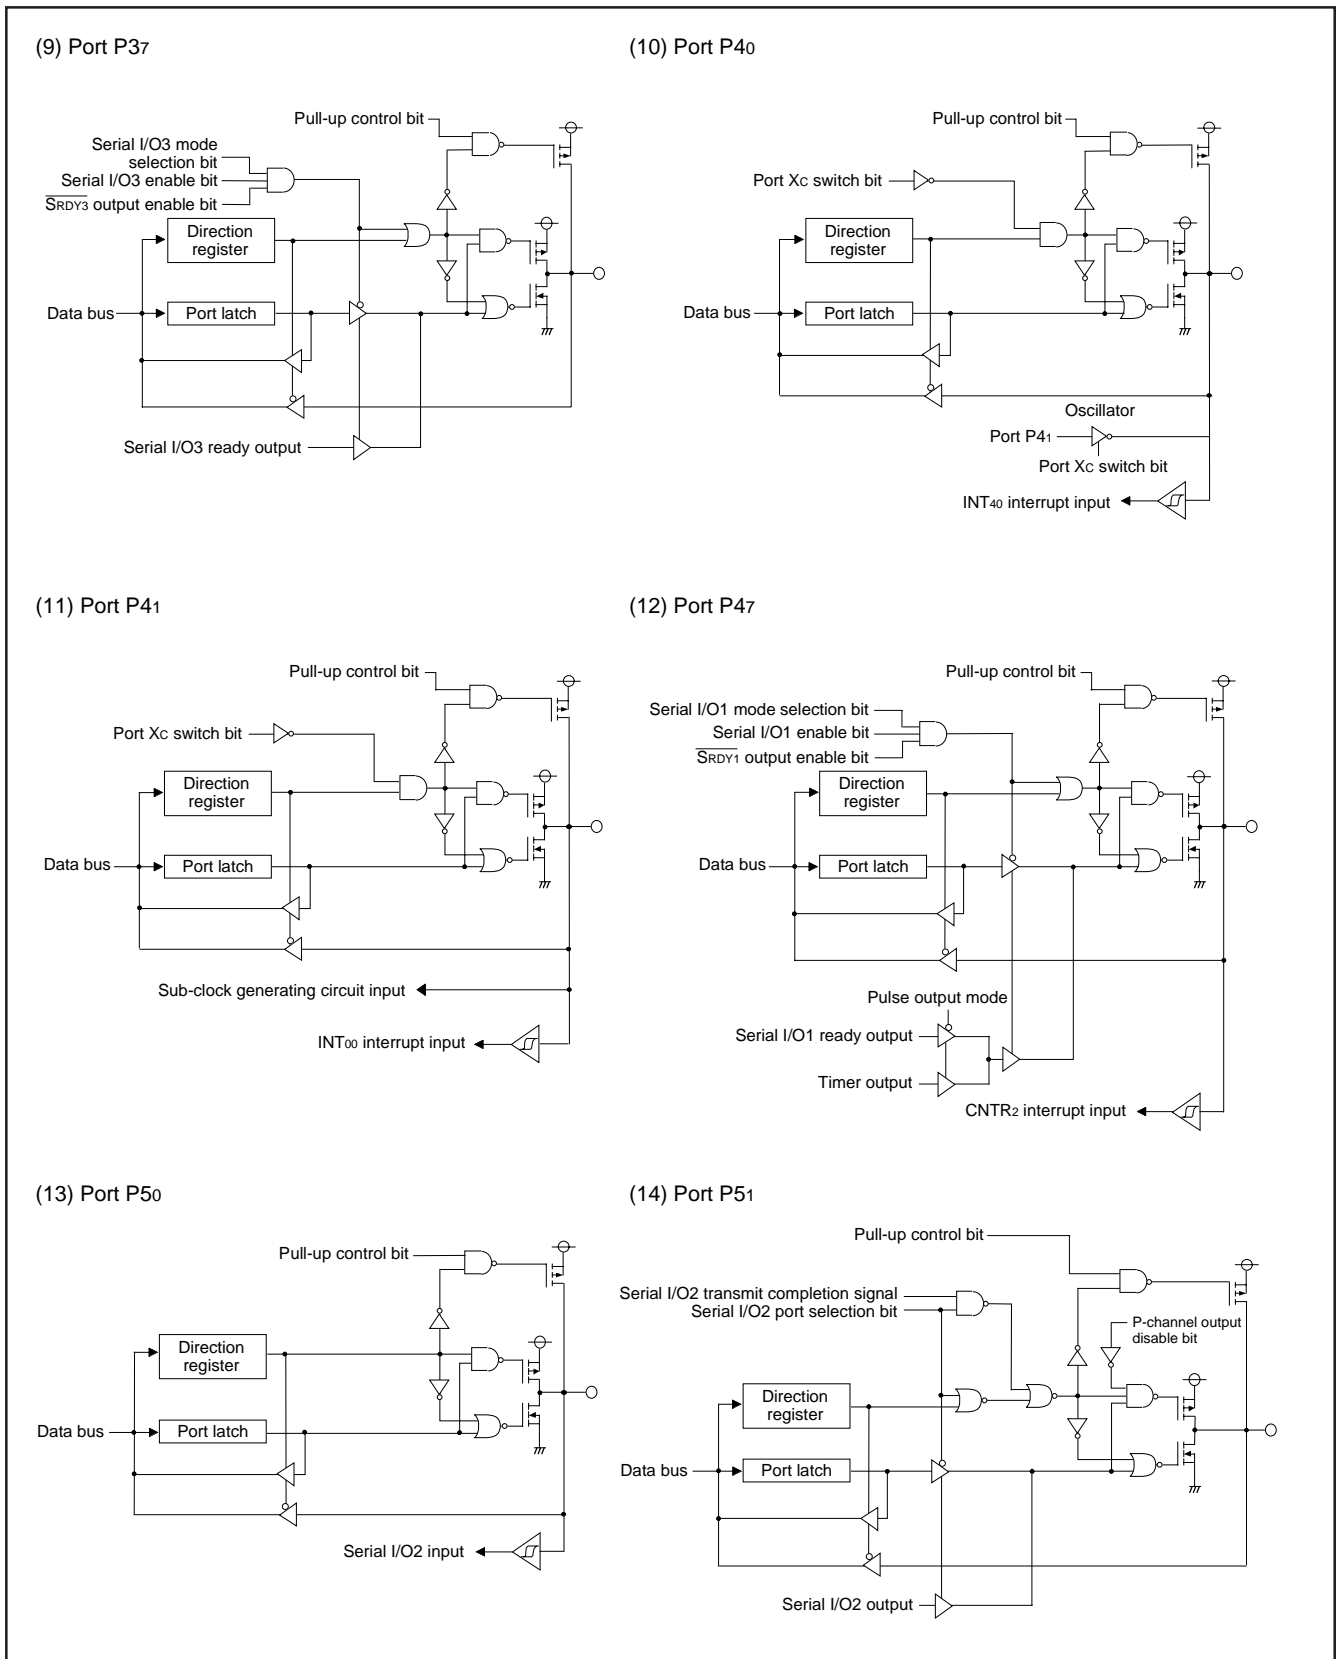 (9) Port P37
Pull-up control bit
Serial I/O3 mode
selection bit
Serial I/O3 enable bit
SRDY3 output enable bit
Direction
register
Data bus
Port latch
Serial I/O3 ready output
(10) Port P40
Pull-up control bit
Port XC switch bit
Direction
register
Data bus
Port latch
Oscillator
Port P41
Port XC switch bit
INT40 interrupt input
(11) Port P41
Pull-up control bit
Port XC switch bit
Direction
register
Data bus
Port latch
Sub-clock generating circuit input
INT00 interrupt input
(12) Port P47
Pull-up control bit
Serial I/O1 mode selection bit
Serial I/O1 enable bit
SRDY1 output enable bit
Direction
register
Data bus
Port latch
Pulse output mode
Serial I/O1 ready output
Timer output
CNTR2 interrupt input
(13) Port P50
Pull-up control bit
Direction
register
Data bus
Port latch
Serial I/O2 input
(14) Port P51
Pull-up control bit
Serial I/O2 transmit completion signal
Serial I/O2 port selection bit
P-channel output
disable bit
Direction
register
Data bus
Port latch
Serial I/O2 output